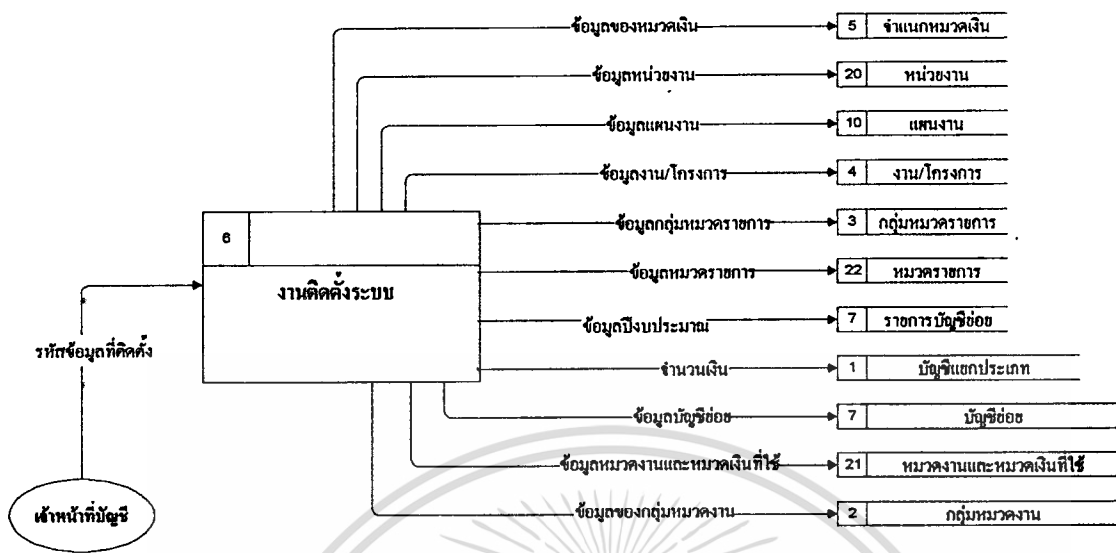 ข้อมูลของหมวดเงิน 5 จำแนกหมวดเงิน
ข้อมูลหน่วยงาน 20 หน่วยงาน
ข้อมูลแผนงาน 10 แผนงาน
ข้อมูลงาน/โครงการ 4 งาน/โครงการ
6 ข้อมูลกลุ่มหมวดรายการ 3 กลุ่มหมวดรายการ
ข้อมูลหมวดรายการ 22 หมวดรายการ
งานติดตั้งระบบ
ข้อมูลปีงบประมาณ 7 รายการบัญชีย่อย
รหัสข้อมูลที่ติดตั้ง
จำนวนเงิน 1 บัญชีแยกประเภท
ข้อมูลบัญชีย่อย 7 บัญชีย่อย
ข้อมูลหมวดงานและหมวดเงินที่ใช้ 21 หมวดงานและหมวดเงินที่ใช้
เจ้าหน้าที่บัญชี
ข้อมูลของกลุ่มหมวดงาน 2 กลุ่มหมวดงาน